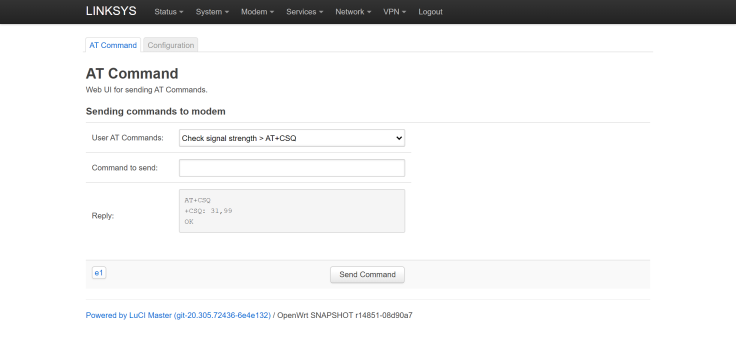 LINKSYS Status System Modem Services Network VPN Logout
AT Command Configuration
AT Command
Web UI for sending AT Commands.
Sending commands to modem
User AT Commands: Check signal strength > AT+CSQ
Command to send:
Reply:
AT+CSQ
+CSQ: 31,99
OK
e1 Send Command
Powered by LuCI Master (git-20.305.72436-6e4e132) / OpenWrt SNAPSHOT r14851-08d90a7